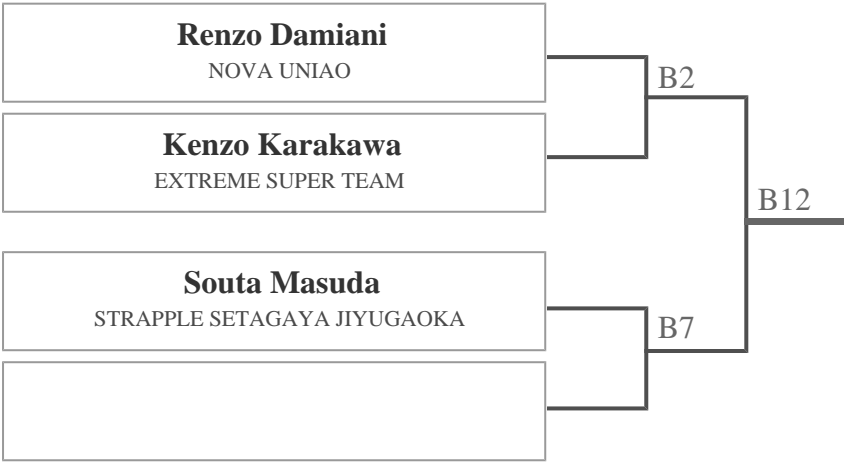 Renzo Damiani
NOVA UNIAO
B2
Kenzo Karakawa
EXTREME SUPER TEAM
B12
Souta Masuda
STRAPPLE SETAGAYA JIYUGAOKA
B7